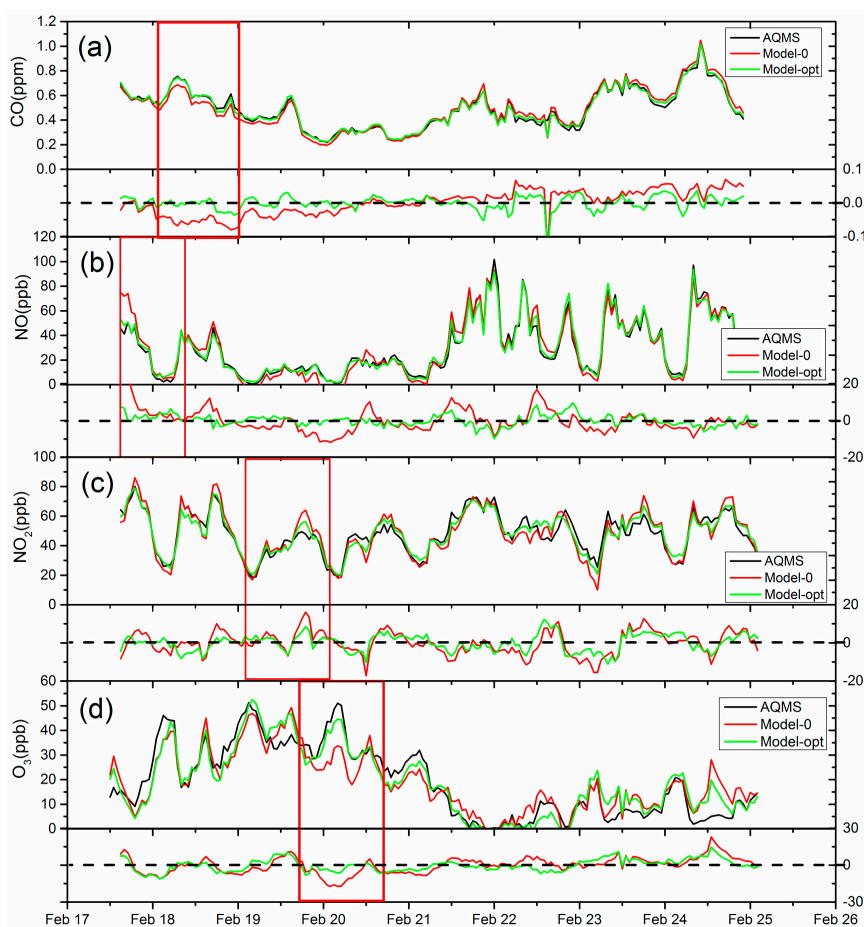 (a)
CO(ppm)
1.2
1.0
0.8
0.6
0.4
0.2
0.0
AQMS
Model-0
Model-opt
0.1
0.0
-0.1
(b)
NO(ppb)
120
100
80
60
40
20
0
AQMS
Model-0
Model-opt
20
0
-20
(c)
NO2(ppb)
100
80
60
40
20
0
AQMS
Model-0
Model-opt
20
0
-20
(d)
O3(ppb)
60
50
40
30
20
10
0
AQMS
Model-0
Model-opt
30
0
-30
Feb 17 Feb 18 Feb 19 Feb 20 Feb 21 Feb 22 Feb 23 Feb 24 Feb 25 Feb 26